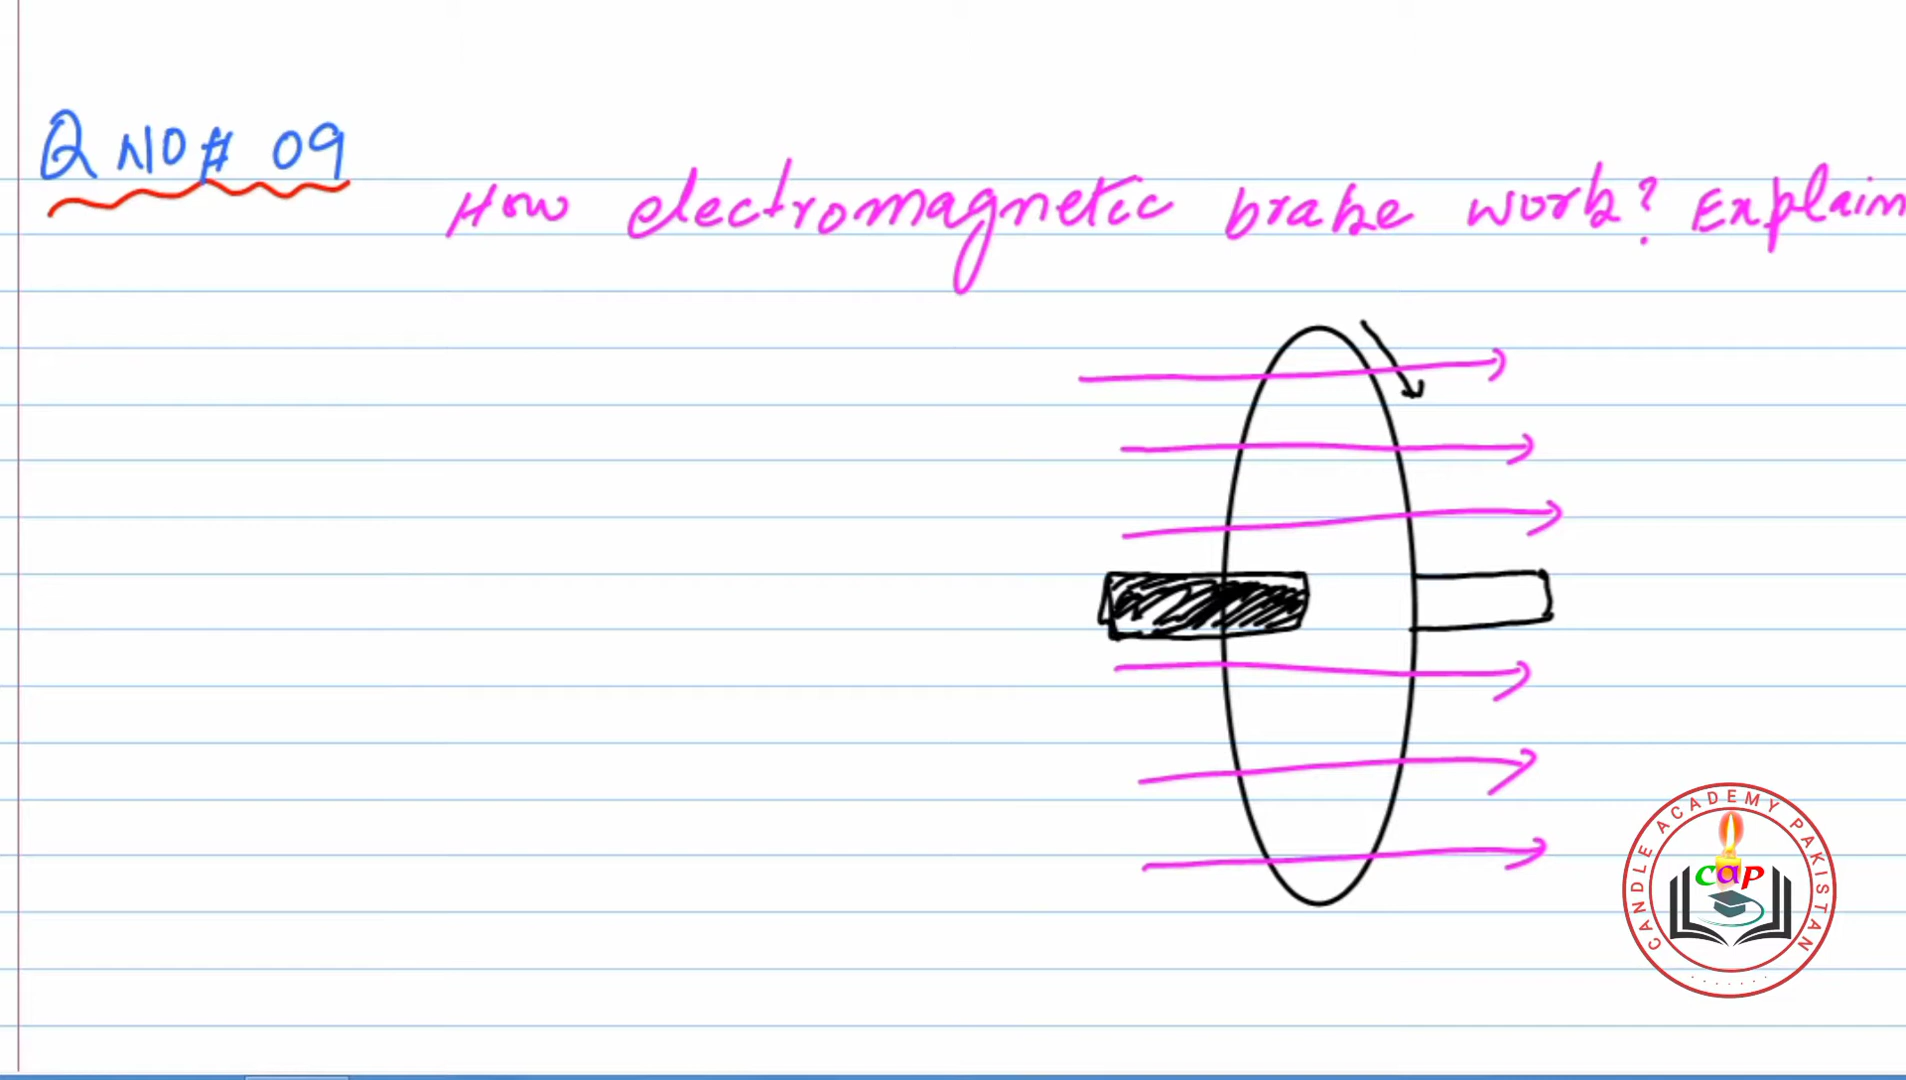 Q NO # 09
How electromagnetic brake work? Explain
CANDLE ACADEMY PAKISTAN
cap